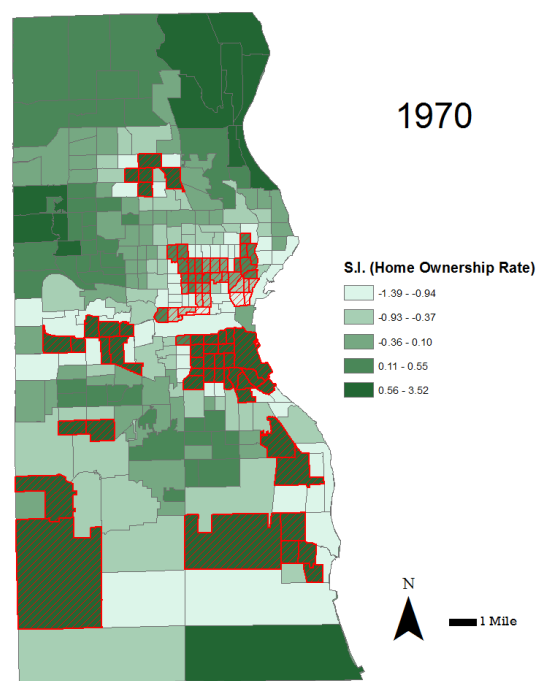 1970
S.I. (Home Ownership Rate)
-1.39 - -0.94
-0.93 - -0.37
-0.36 - 0.10
0.11 - 0.55
0.56 - 3.52
N
1 Mile